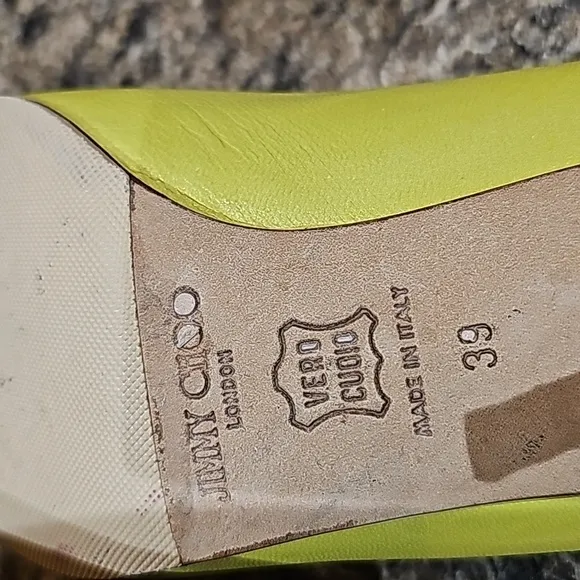 JIMMY CHOO
LONDON
VERO
CUOIO
MADE IN ITALY
39